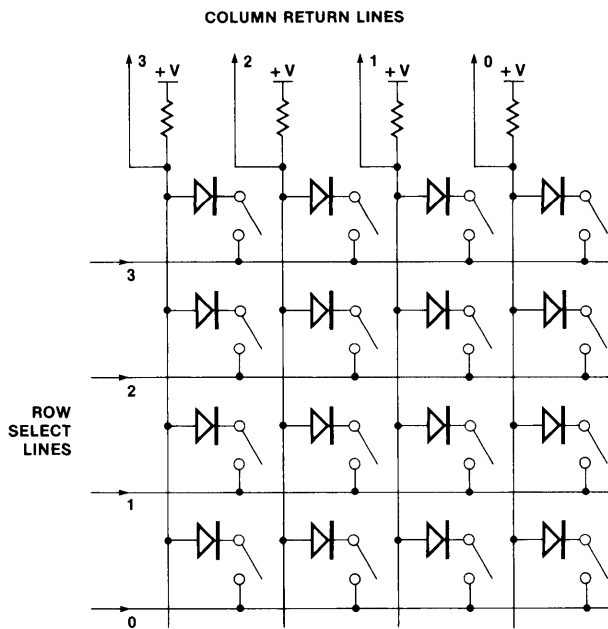 COLUMN RETURN LINES
3 2 1 0
+V +V +V +V
3
2
ROW
SELECT
LINES
1
0